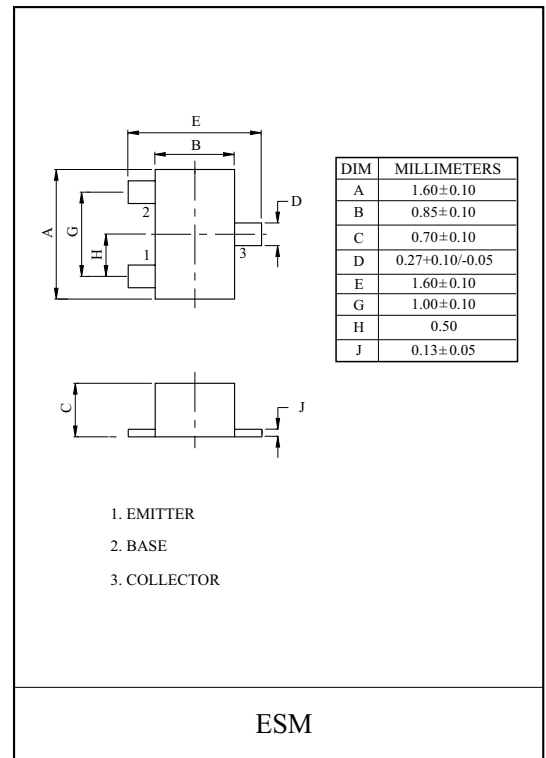 E
B
A
G
H
2
1
D
3
DIM MILLIMETERS
A 1.60±0.10
B 0.85±0.10
C 0.70±0.10
D 0.27+0.10/-0.05
E 1.60±0.10
G 1.00±0.10
H 0.50
J 0.13±0.05
C
J
1. EMITTER
2. BASE
3. COLLECTOR
ESM